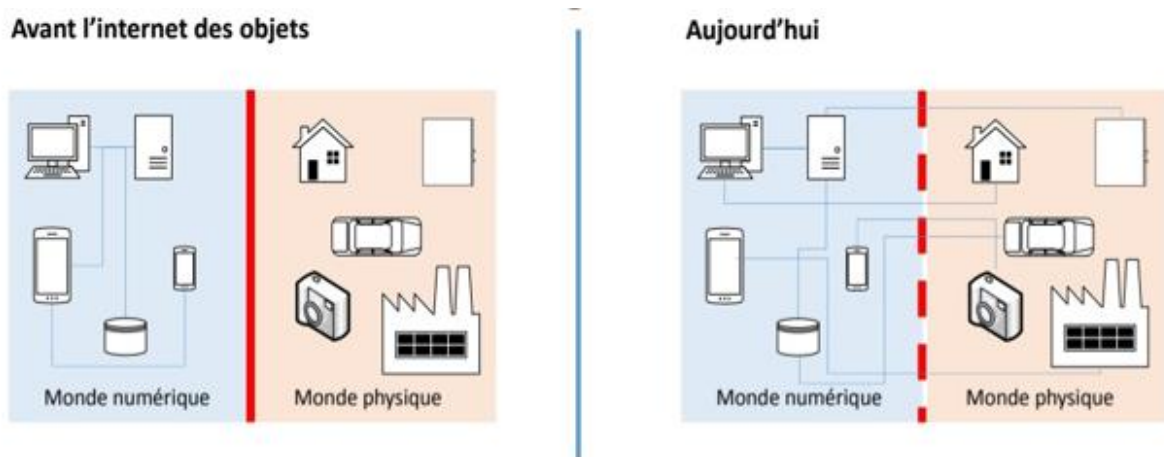 Avant l’internet des objets
Aujourd’hui
Monde numérique
Monde physique
Monde numérique
Monde physique